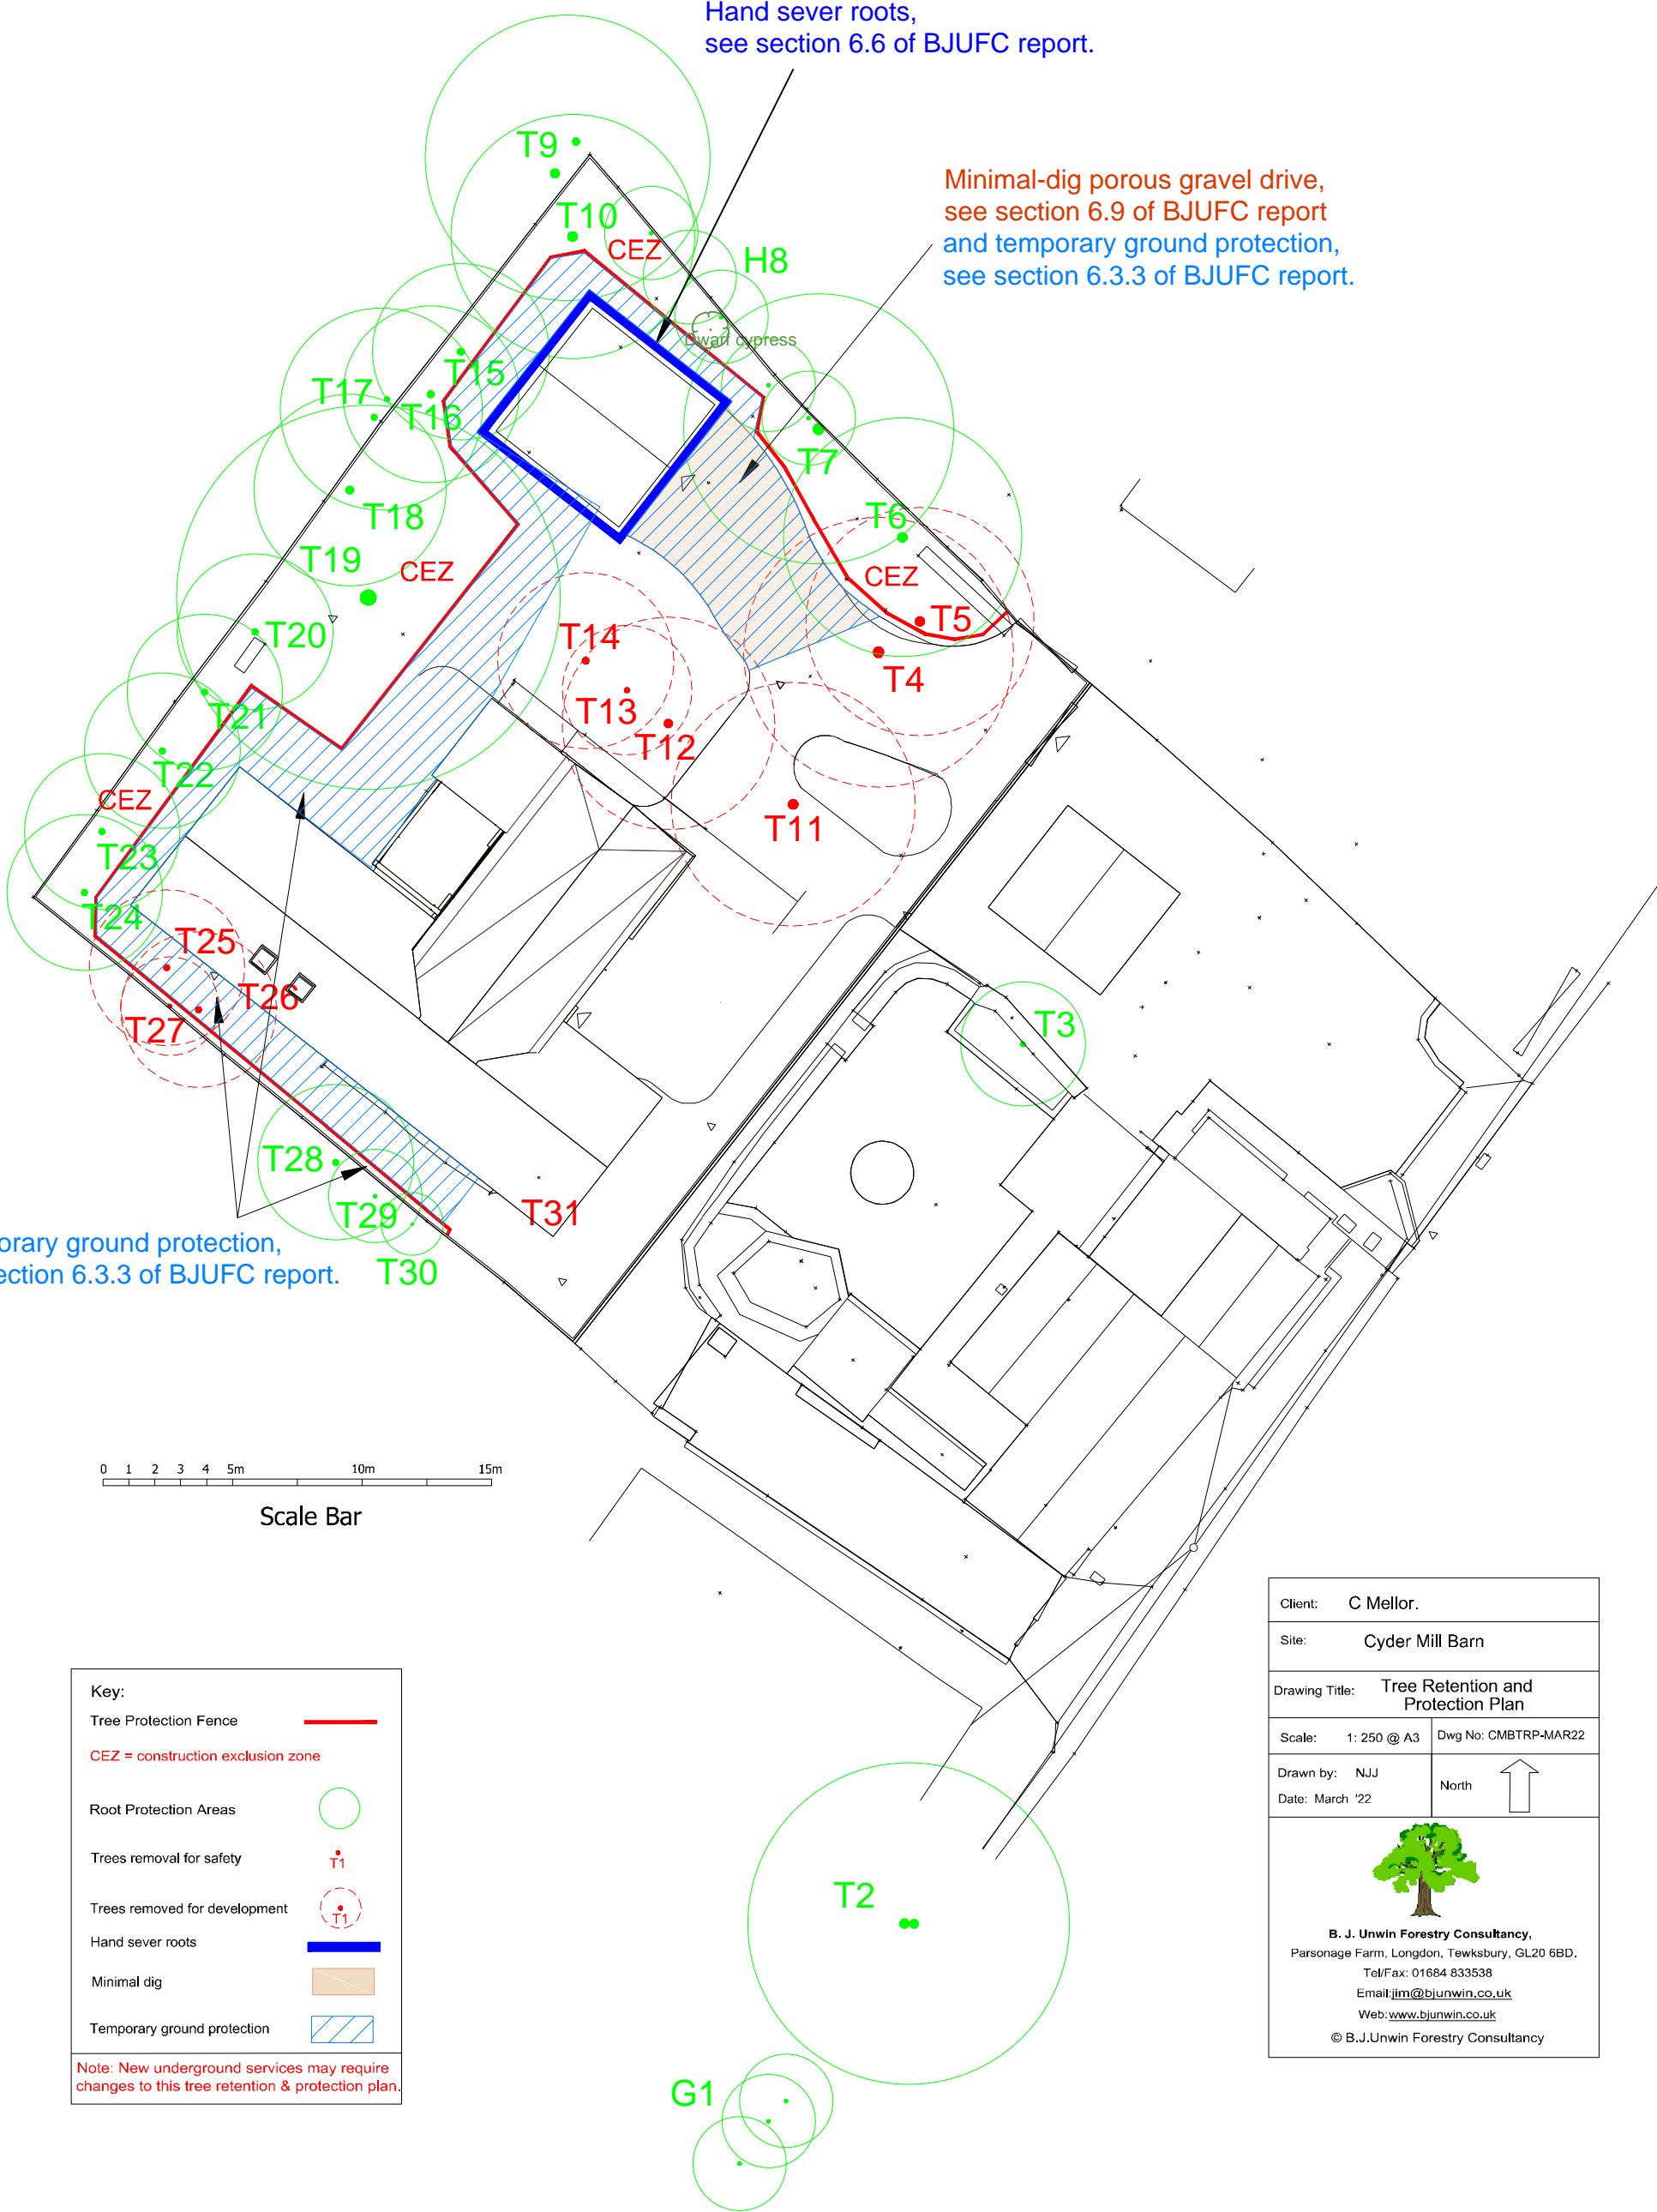 Hand sever roots,
see section 6.6 of BJUFC report.
T9
Minimal-dig porous gravel drive,
see section 6.9 of BJUFC report
and temporary ground protection,
see section 6.3.3 of BJUFC report.
T10
CEZ
H8
Dwarf cypress
T15
T17
T16
T7
T18
T6
T19
CEZ
CEZ
T5
T20
T14
T4
T13
T21
T12
T22
CEZ
T11
T23
T24
T25
T26
T27
T3
T28
T31
T29
ground protection,
6.3.3 of BJUFC report.
T30
0 1 2 3 4 5m 10m 15m
Scale Bar
Client: C Mellor.
Site: Cyder Mill Barn
Drawing Title: Tree Retention and
Protection Plan
Scale: 1: 250 @ A3 Dwg No: CMBTRP-MAR22
Drawn by: NJJ
Date: March '22
North
B. J. Unwin Forestry Consultancy,
Parsonage Farm, Longdon, Tewksbury, GL20 6BD.
Tel/Fax: 01684 833538
Email:jim@bjunwin.co.uk
Web:www.bjunwin.co.uk
© B.J.Unwin Forestry Consultancy
Key:
Tree Protection Fence
CEZ = construction exclusion zone
Root Protection Areas
Trees removal for safety
T1
Trees removed for development
T1
Hand sever roots
Minimal dig
Temporary ground protection
Note: New underground services may require
changes to this tree retention & protection plan.
T2
G1